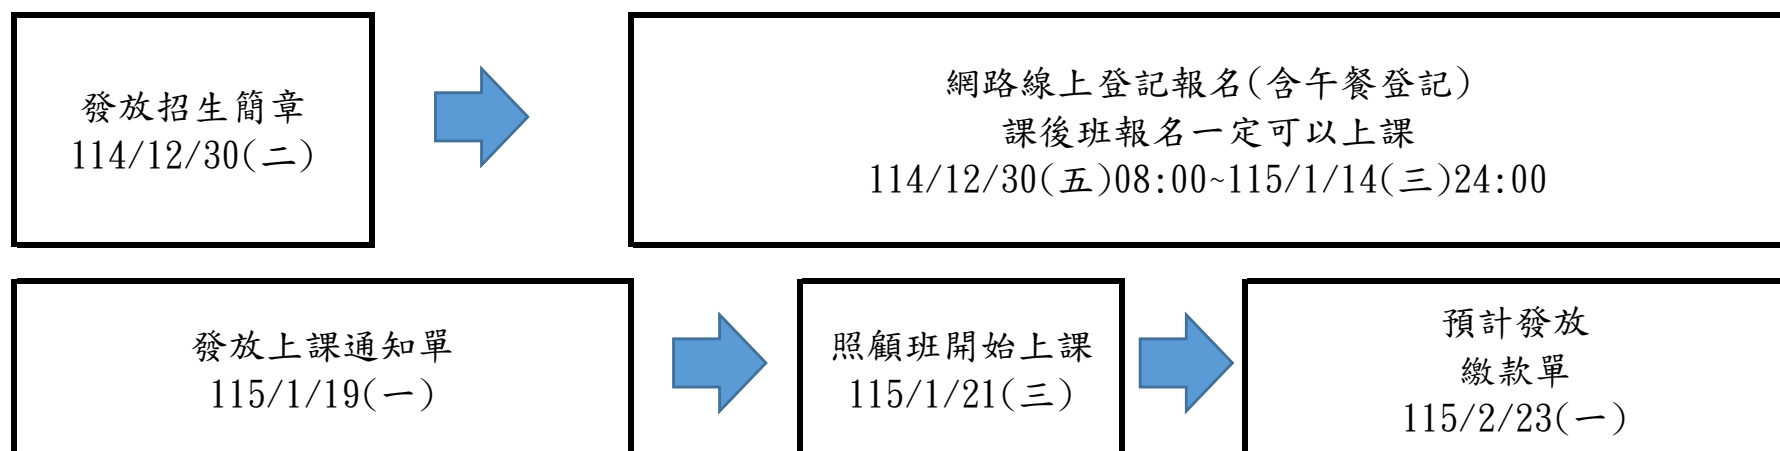 發放招生簡章
114/12/30(二)
網路線上登記報名(含午餐登記)
課後班報名一定可以上課
114/12/30(五)08:00~115/1/14(三)24:00
發放上課通知單
115/1/19(一)
照顧班開始上課
115/1/21(三)
預計發放
繳款單
115/2/23(一)